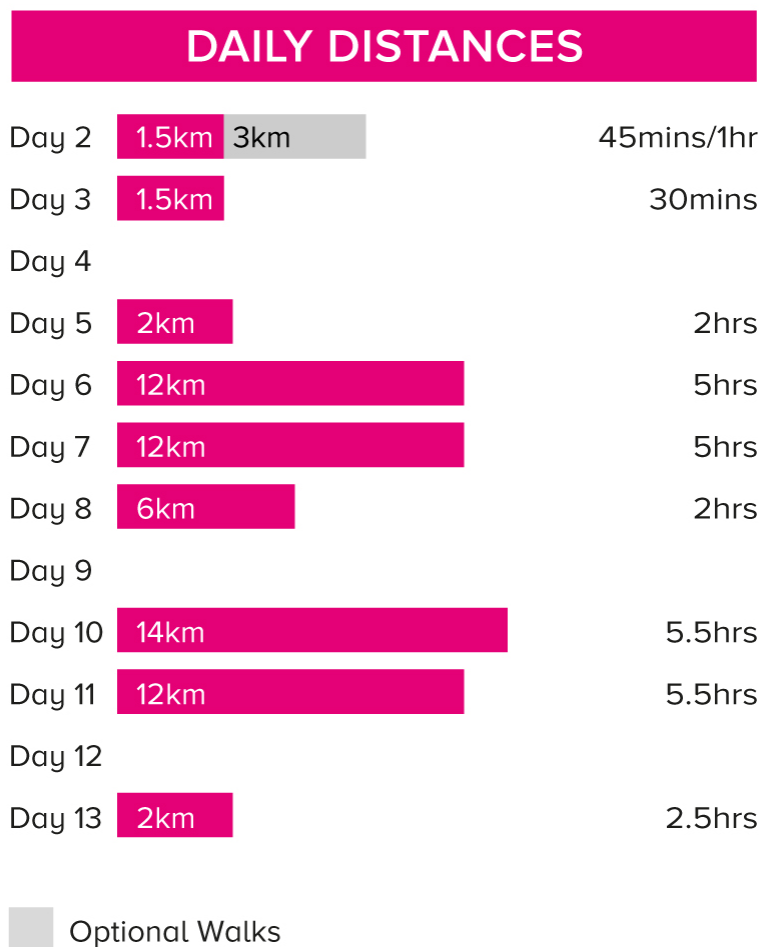 DAILY DISTANCES
Day 2 1.5km 3km 45mins/1hr
Day 3 1.5km 30mins
Day 4
Day 5 2km 2hrs
Day 6 12km 5hrs
Day 7 12km 5hrs
Day 8 6km 2hrs
Day 9
Day 10 14km 5.5hrs
Day 11 12km 5.5hrs
Day 12
Day 13 2km 2.5hrs
Optional Walks